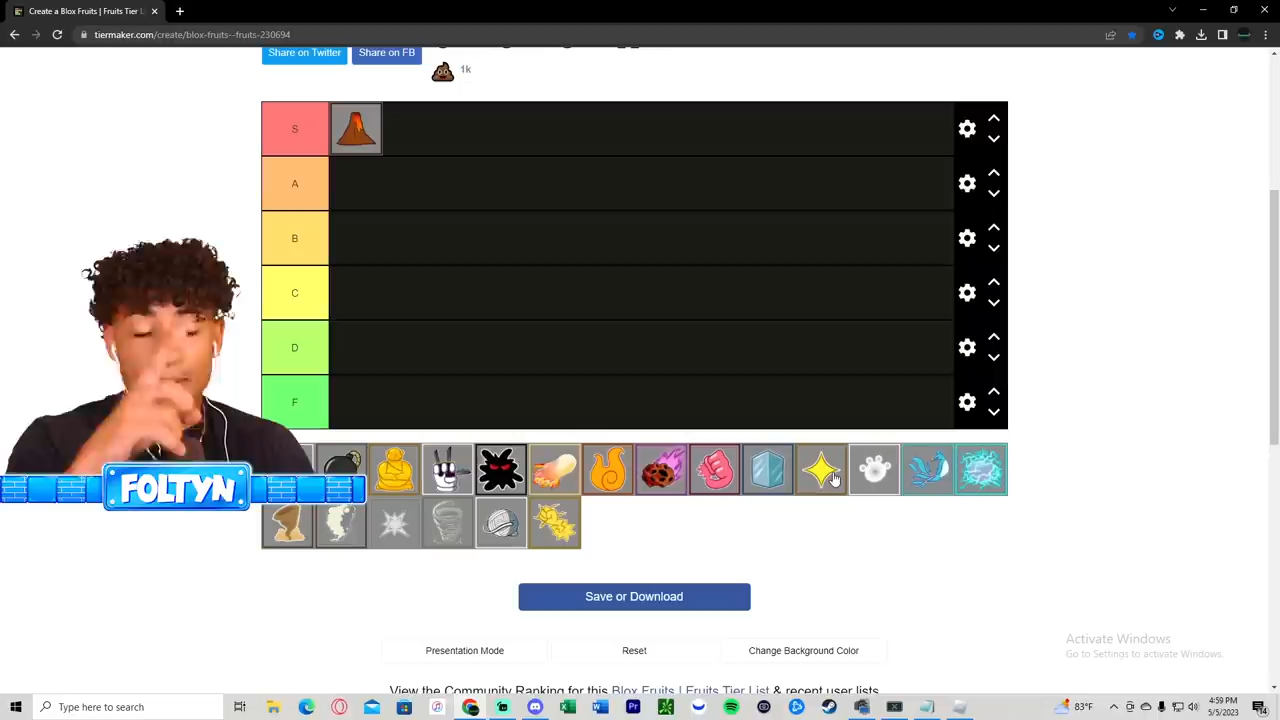 Create a Blox Fruits | Fruits Tier L
tiermaker.com/create/blox-fruits--fruits-230694
Share on Twitter
Share on FB
1k
S
A
B
C
D
F
FOLTYN
Save or Download
Presentation Mode
Reset
Change Background Color
View the Community Ranking for this Blox Fruits | Fruits Tier List & recent user lists
Activate Windows
Go to Settings to activate Windows.
Type here to search
83°F
4:59 PM
5/5/2023
14